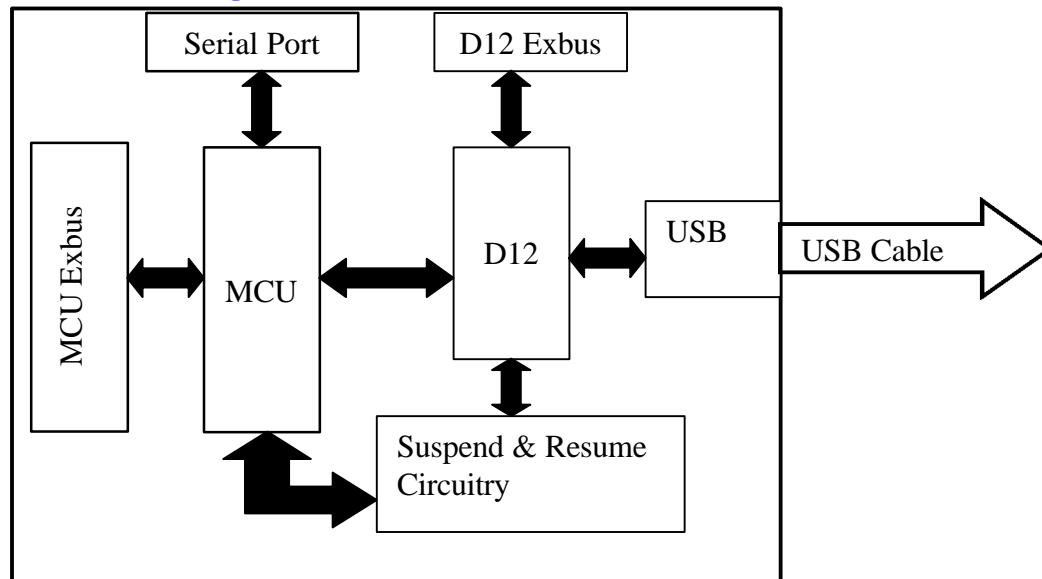 Serial Port
D12 Exbus
MCU Exbus
MCU
D12
USB
USB Cable
Suspend & Resume
Circuitry